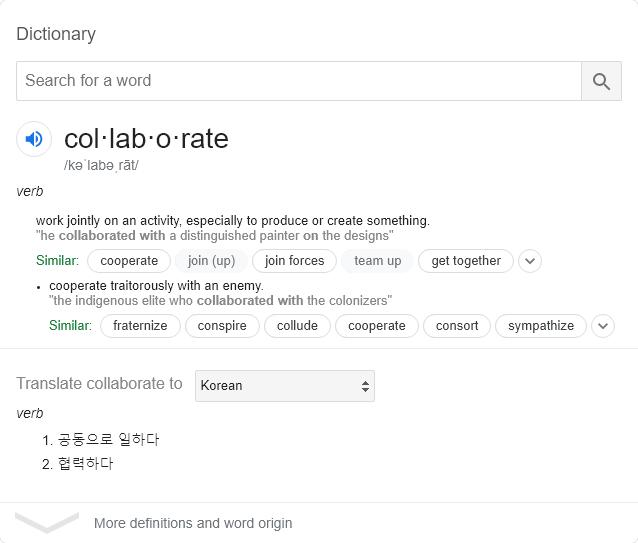 Dictionary
Search for a word
col·lab·o·rate
/kəˈlabəˌrāt/
verb
work jointly on an activity, especially to produce or create something.
"he collaborated with a distinguished painter on the designs"
Similar: cooperate join (up) join forces team up get together
• cooperate traitorously with an enemy.
"the indigenous elite who collaborated with the colonizers"
Similar: fraternize conspire collude cooperate consort sympathize
Translate collaborate to Korean
verb
1. 공동으로 일하다
2. 협력하다
More definitions and word origin